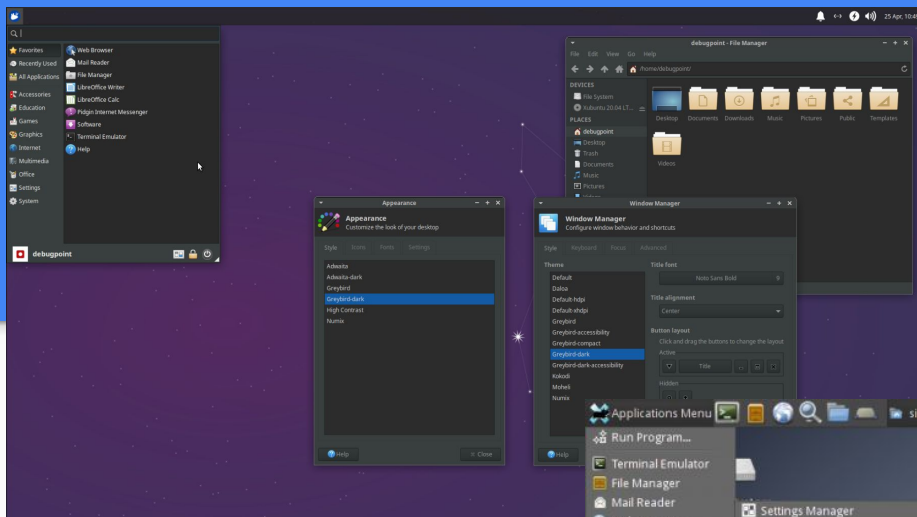 25 Apr, 10:4
Favorites
Recently Used
All Applications
Accessories
Education
Games
Graphics
Internet
Multimedia
Office
Settings
System
Web Browser
Mail Reader
File Manager
LibreOffice Writer
LibreOffice Calc
Pidgin Internet Messenger
Software
Terminal Emulator
Help
debugpoint
debugpoint - File Manager
File Edit View Go Help
/home/debugpoint/
DEVICES
File System
Xubuntu 20.04 LT...
PLACES
debugpoint
Desktop
Trash
Documents
Music
Pictures
Desktop Documents Downloads Music Pictures Public Templates
Videos
Appearance
Appearance
Customize the look of your desktop
Style Icons Fonts Settings
Adwaita
Adwaita-dark
Greybird
Greybird-dark
High Contrast
Numix
Help Close
Window Manager
Window Manager
Configure window behavior and shortcuts
Style Keyboard Focus Advanced
Theme
Default
Daloa
Default-hdpi
Default-xhdpi
Greybird
Greybird-accessibility
Greybird-compact
Greybird-dark
Greybird-dark-accessibility
Kokodi
Moheli
Numix
Title font
Noto Sans Bold
Title alignment
Center
Button layout
Click and drag the buttons to change the layout
Active
Title
Hidden
Help
Applications Menu
si
Run Program...
Terminal Emulator
File Manager
Mail Reader
Settings Manager